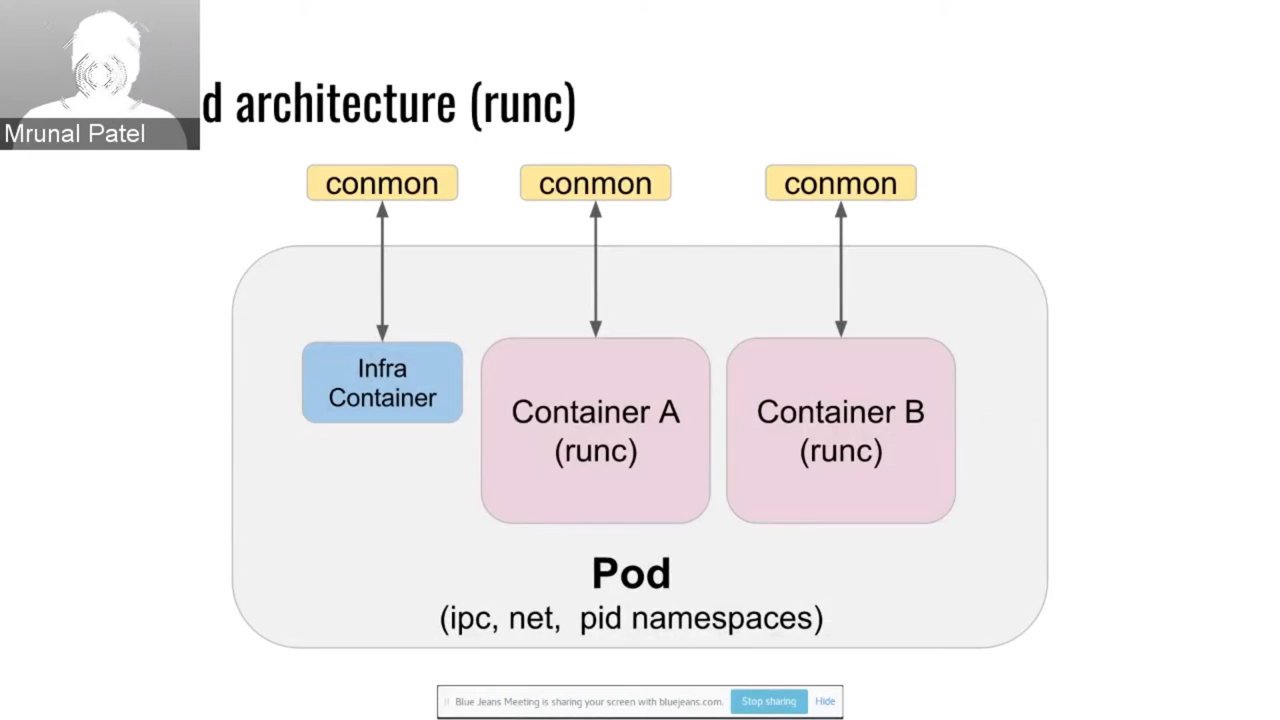 Mrunal Patel
d architecture (runc)
conmon
conmon
conmon
Infra
Container
Container A
(runc)
Container B
(runc)
Pod
(ipc, net, pid namespaces)
Blue Jeans Meeting is sharing your screen with bluejeans.com.
Stop sharing
Hide